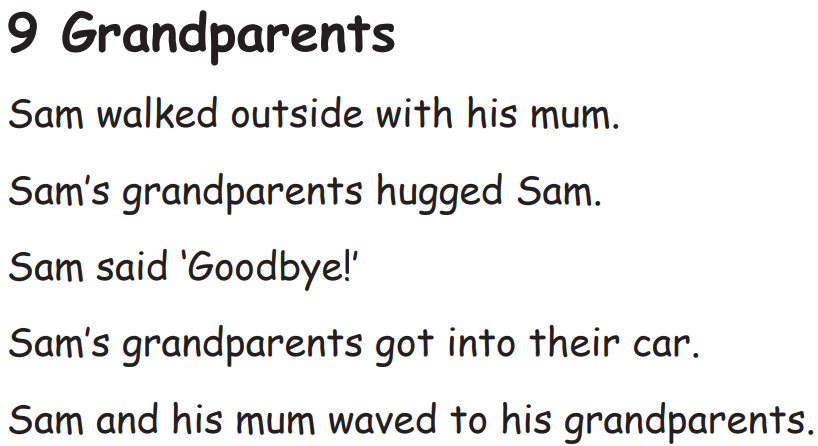 9 Grandparents
Sam walked outside with his mum.
Sam’s grandparents hugged Sam.
Sam said ‘Goodbye!’
Sam’s grandparents got into their car.
Sam and his mum waved to his grandparents.